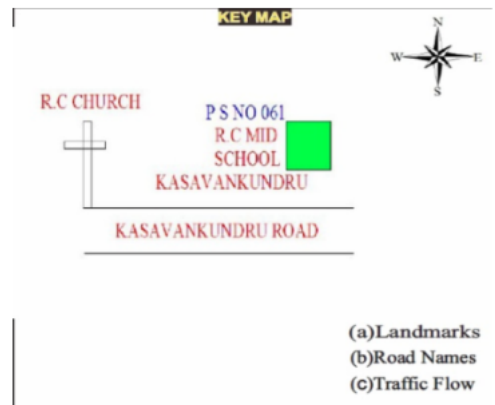 KEY MAP
N
W
E
S
R.C CHURCH
P S NO 061
R.C MID
SCHOOL
KASAVANKUNDRU
KASAVANKUNDRU ROAD
(a)Landmarks
(b)Road Names
(c)Traffic Flow